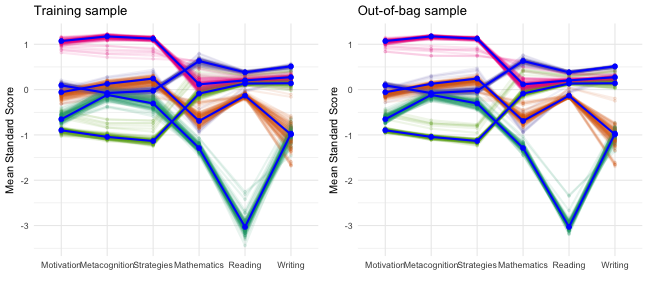 Training sample
Out-of-bag sample
Mean Standard Score
1
0
-1
-2
-3
Motivation Metacognition Strategies Mathematics Reading Writing
Mean Standard Score
1
0
-1
-2
-3
Motivation Metacognition Strategies Mathematics Reading Writing